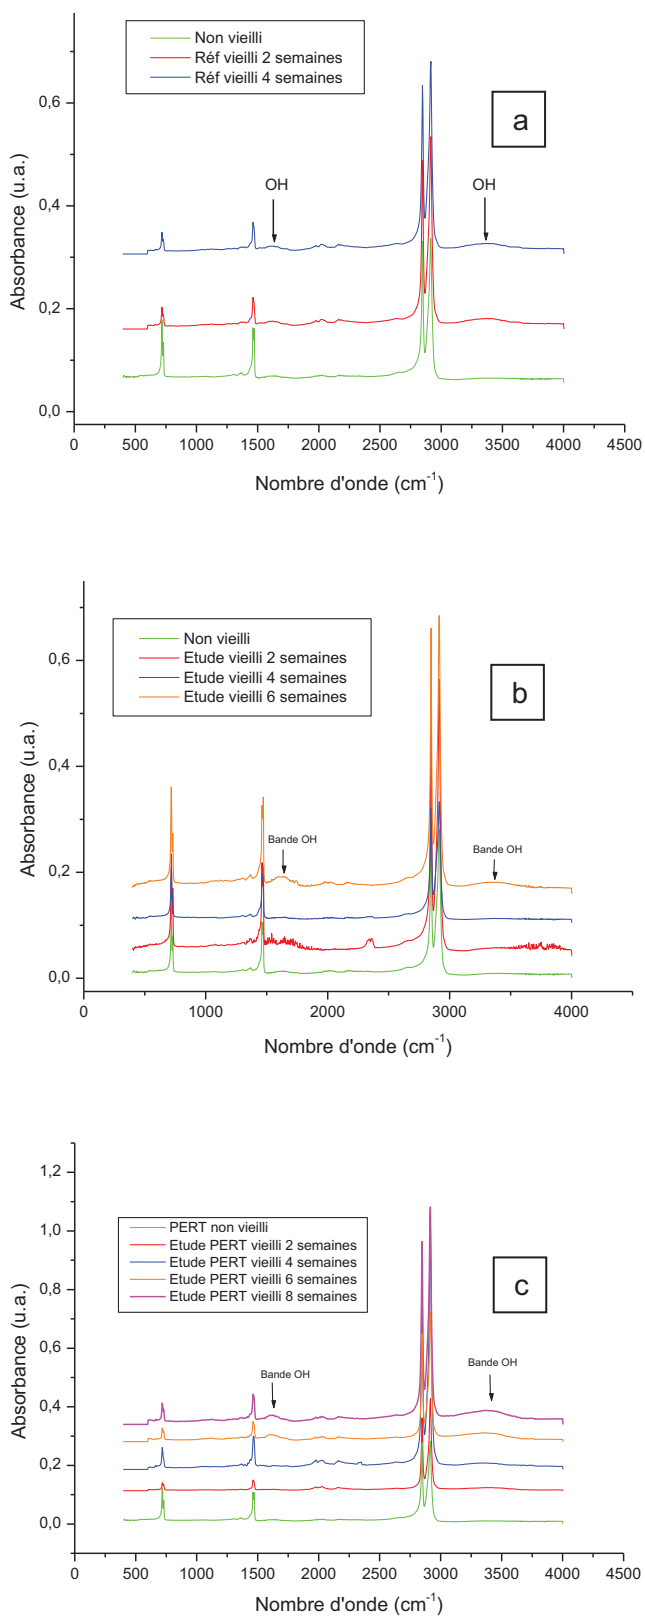 Non vieilli
Réf vieilli 2 semaines
Réf vieilli 4 semaines
a
OH
OH
Absorbance (u.a.)
0,6
0,4
0,2
0,0
0 500 1000 1500 2000 2500 3000 3500 4000 4500
Nombre d'onde (cm-1)
Non vieilli
Etude vieilli 2 semaines
Etude vieilli 4 semaines
Etude vieilli 6 semaines
b
Bande OH
Bande OH
Absorbance (u.a.)
0,6
0,4
0,2
0,0
0 1000 2000 3000 4000
Nombre d'onde (cm-1)
PERT non vieilli
Etude PERT vieilli 2 semaines
Etude PERT vieilli 4 semaines
Etude PERT vieilli 6 semaines
Etude PERT vieilli 8 semaines
c
Bande OH
Bande OH
Absorbance (u.a.)
1,2
1,0
0,8
0,6
0,4
0,2
0,0
0 500 1000 1500 2000 2500 3000 3500 4000 4500
Nombre d'onde (cm-1)